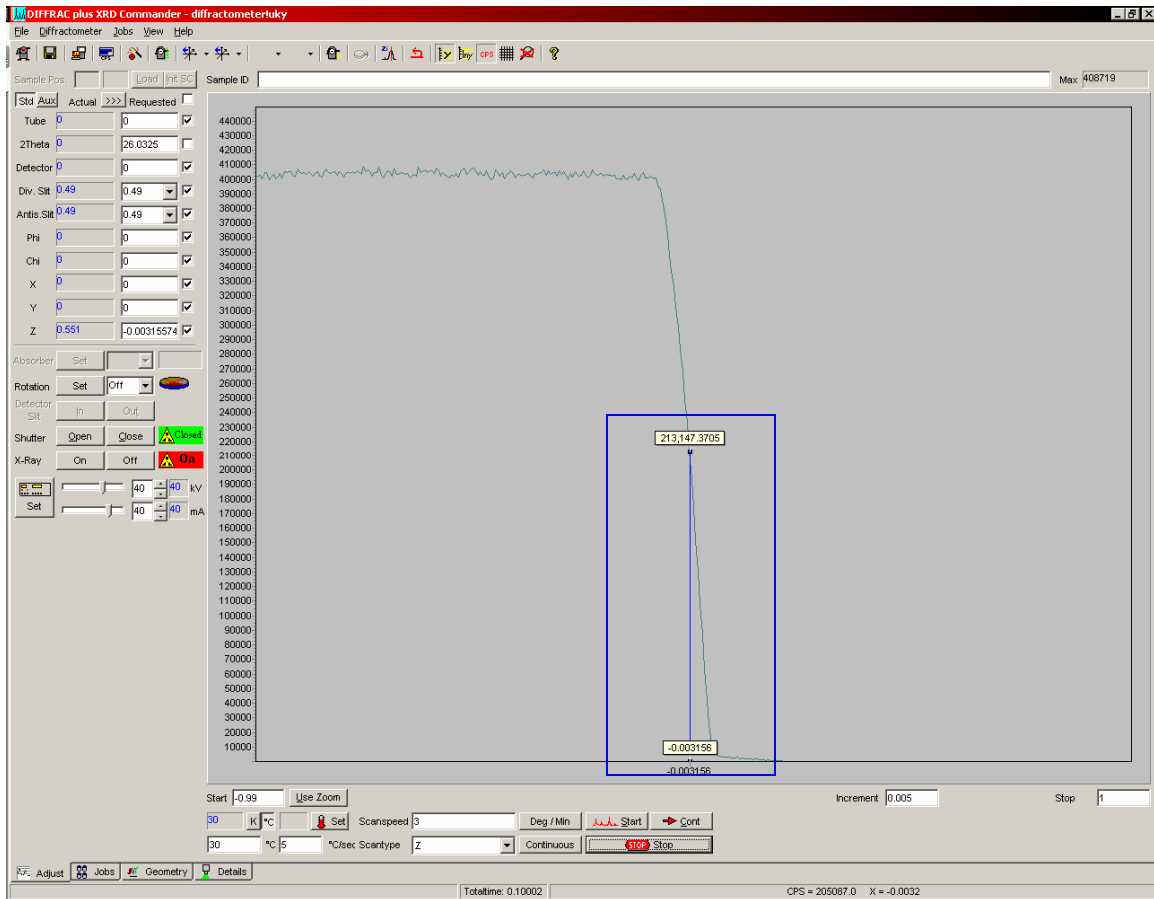 DIFFRAC plus XRD Commander - diffractometer!uky
File Diffractometer Jobs View Help
Sample Pos. Load Init SC Sample ID Max 408719
Std Aux Actual >>> Requested
Tube 0 0
2Theta 0 26.0325
Detector 0 0
Div. Slit 0.49 0.49
Antis.Slit 0.49 0.49
Phi 0 0
Chi 0 0
X 0 0
Y 0 0
Z 0.551 -0.00315574
Absorber Set
Rotation Set Off
Detector Slit In Out
Shutter Open Close Closed
X-Ray On Off On
40 40 kV
Set 40 40 mA
440000
430000
420000
410000
400000
390000
380000
370000
360000
350000
340000
330000
320000
310000
300000
290000
280000
270000
260000
250000
240000
230000
220000
210000
200000
190000
180000
170000
160000
150000
140000
130000
120000
110000
100000
90000
80000
70000
60000
50000
40000
30000
20000
10000
213,147.3705
-0.003156
-0.003156
Start -0.99 Use Zoom Increment 0.005 Stop 1
30 K °C Set Scanspeed 3 Deg / Min Start Cont
30 °C 5 °C/sec Scantype Z Continuous STOP Stop
Adjust Jobs Geometry Details
Totaltime: 0.10002 CPS = 205087.0 X = -0.0032